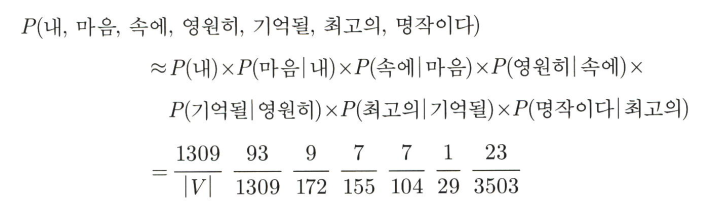 P(내, 마음, 속에, 영원히, 기억될, 최고의, 명작이다)
≈P(내)×P(마음|내)×P(속에|마음)×P(영원히|속에)×
P(기억될|영원히)×P(최고의|기억될)×P(명작이다|최고의)
= 1309/|V| 93/1309 9/172 7/155 7/104 1/29 23/3503